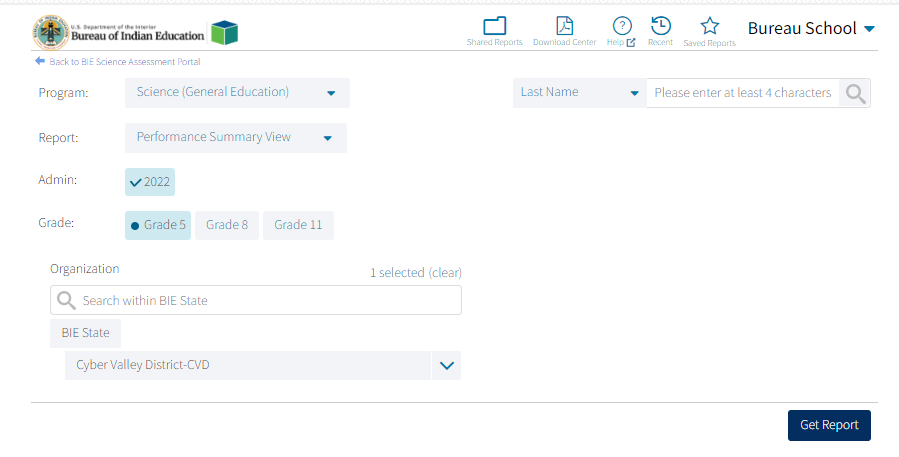 U.S. Department of the Interior
Bureau of Indian Education
Shared Reports
Download Center
Help
Recent
Saved Reports
Bureau School
Back to BIE Science Assessment Portal
Program:
Science (General Education)
Last Name
Please enter at least 4 characters
Report:
Performance Summary View
Admin:
2022
Grade:
Grade 5
Grade 8
Grade 11
Organization
1 selected (clear)
Search within BIE State
BIE State
Cyber Valley District-CVD
Get Report